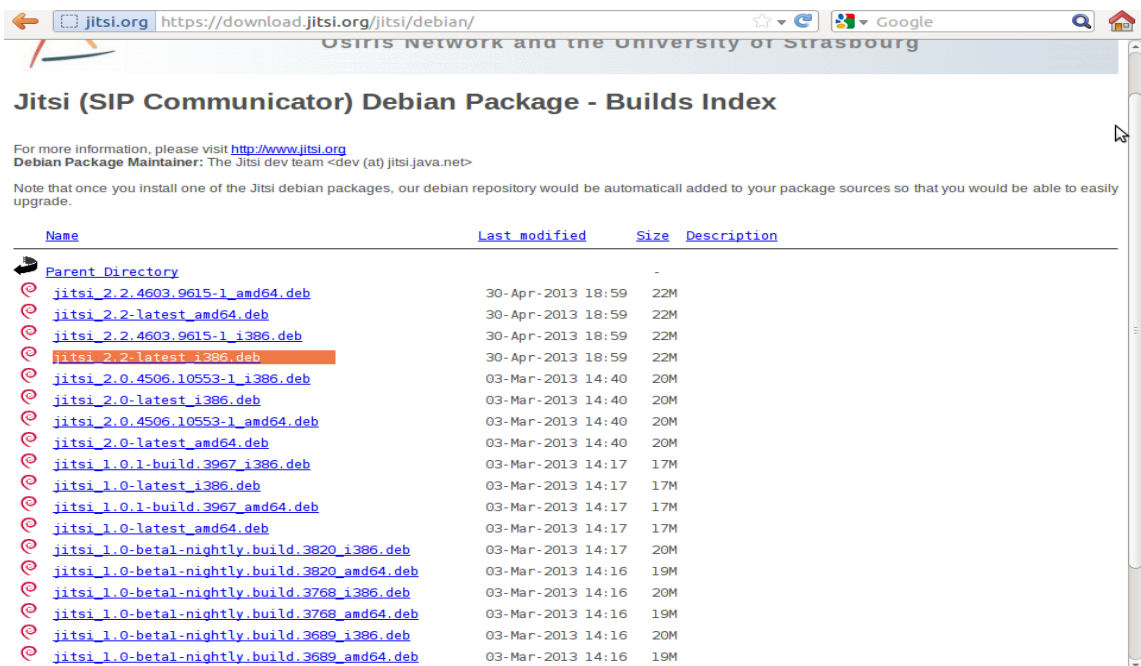 jitsi.org https://download.jitsi.org/jitsi/debian/ Google
Osiris Network and the University of Strasbourg
Jitsi (SIP Communicator) Debian Package - Builds Index
For more information, please visit http://www.jitsi.org
Debian Package Maintainer: The Jitsi dev team <dev (at) jitsi.java.net>
Note that once you install one of the Jitsi debian packages, our debian repository would be automaticall added to your package sources so that you would be able to easily
upgrade.
Name Last modified Size Description
Parent Directory -
jitsi_2.2.4603.9615-1_amd64.deb 30-Apr-2013 18:59 22M
jitsi_2.2-latest_amd64.deb 30-Apr-2013 18:59 22M
jitsi_2.2.4603.9615-1_i386.deb 30-Apr-2013 18:59 22M
jitsi_2.2-latest_i386.deb 30-Apr-2013 18:59 22M
jitsi_2.0.4506.10553-1_i386.deb 03-Mar-2013 14:40 20M
jitsi_2.0-latest_i386.deb 03-Mar-2013 14:40 20M
jitsi_2.0.4506.10553-1_amd64.deb 03-Mar-2013 14:40 20M
jitsi_2.0-latest_amd64.deb 03-Mar-2013 14:40 20M
jitsi_1.0.1-build.3967_i386.deb 03-Mar-2013 14:17 17M
jitsi_1.0-latest_i386.deb 03-Mar-2013 14:17 17M
jitsi_1.0.1-build.3967_amd64.deb 03-Mar-2013 14:17 17M
jitsi_1.0-latest_amd64.deb 03-Mar-2013 14:17 17M
jitsi_1.0-beta1-nightly.build.3820_i386.deb 03-Mar-2013 14:17 20M
jitsi_1.0-beta1-nightly.build.3820_amd64.deb 03-Mar-2013 14:16 19M
jitsi_1.0-beta1-nightly.build.3768_i386.deb 03-Mar-2013 14:16 20M
jitsi_1.0-beta1-nightly.build.3768_amd64.deb 03-Mar-2013 14:16 19M
jitsi_1.0-beta1-nightly.build.3689_i386.deb 03-Mar-2013 14:16 20M
jitsi_1.0-beta1-nightly.build.3689_amd64.deb 03-Mar-2013 14:16 19M